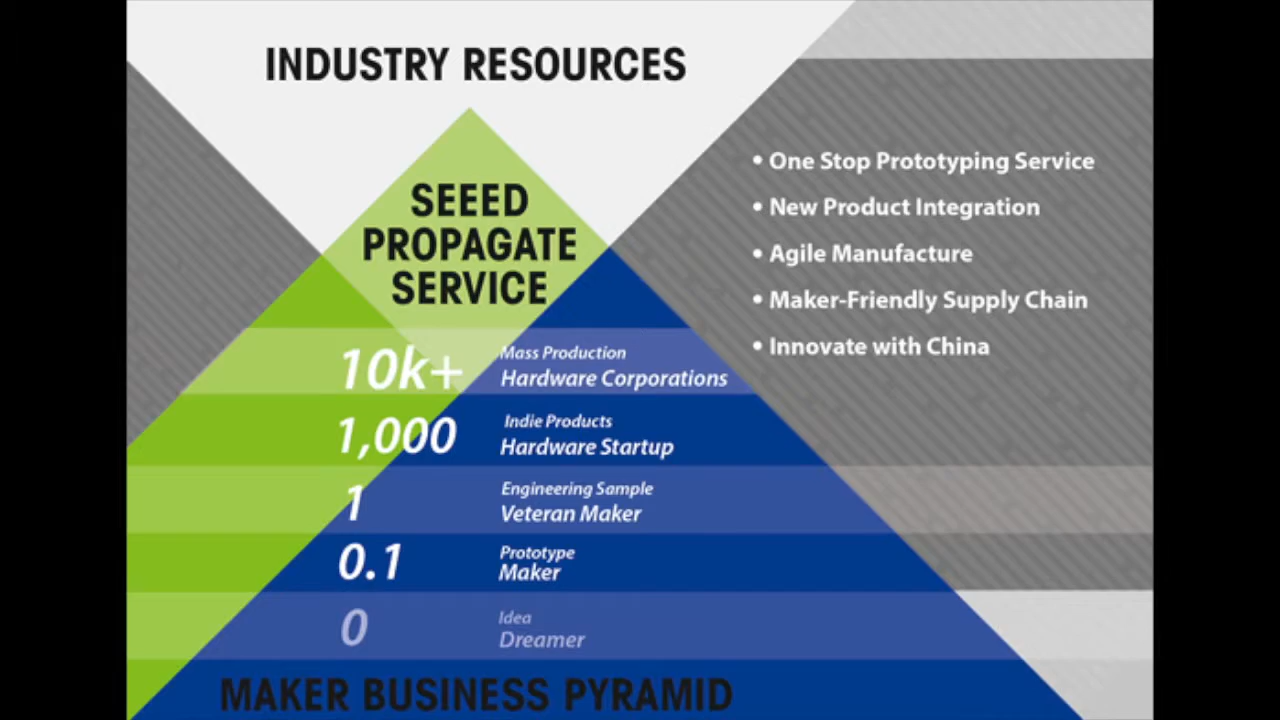 INDUSTRY RESOURCES
SEEED
PROPAGATE
SERVICE
• One Stop Prototyping Service
• New Product Integration
• Agile Manufacture
• Maker-Friendly Supply Chain
• Innovate with China
10k+
Mass Production
Hardware Corporations
1,000
Indie Products
Hardware Startup
1
Engineering Sample
Veteran Maker
0.1
Prototype
Maker
0
Idea
Dreamer
MAKER BUSINESS PYRAMID